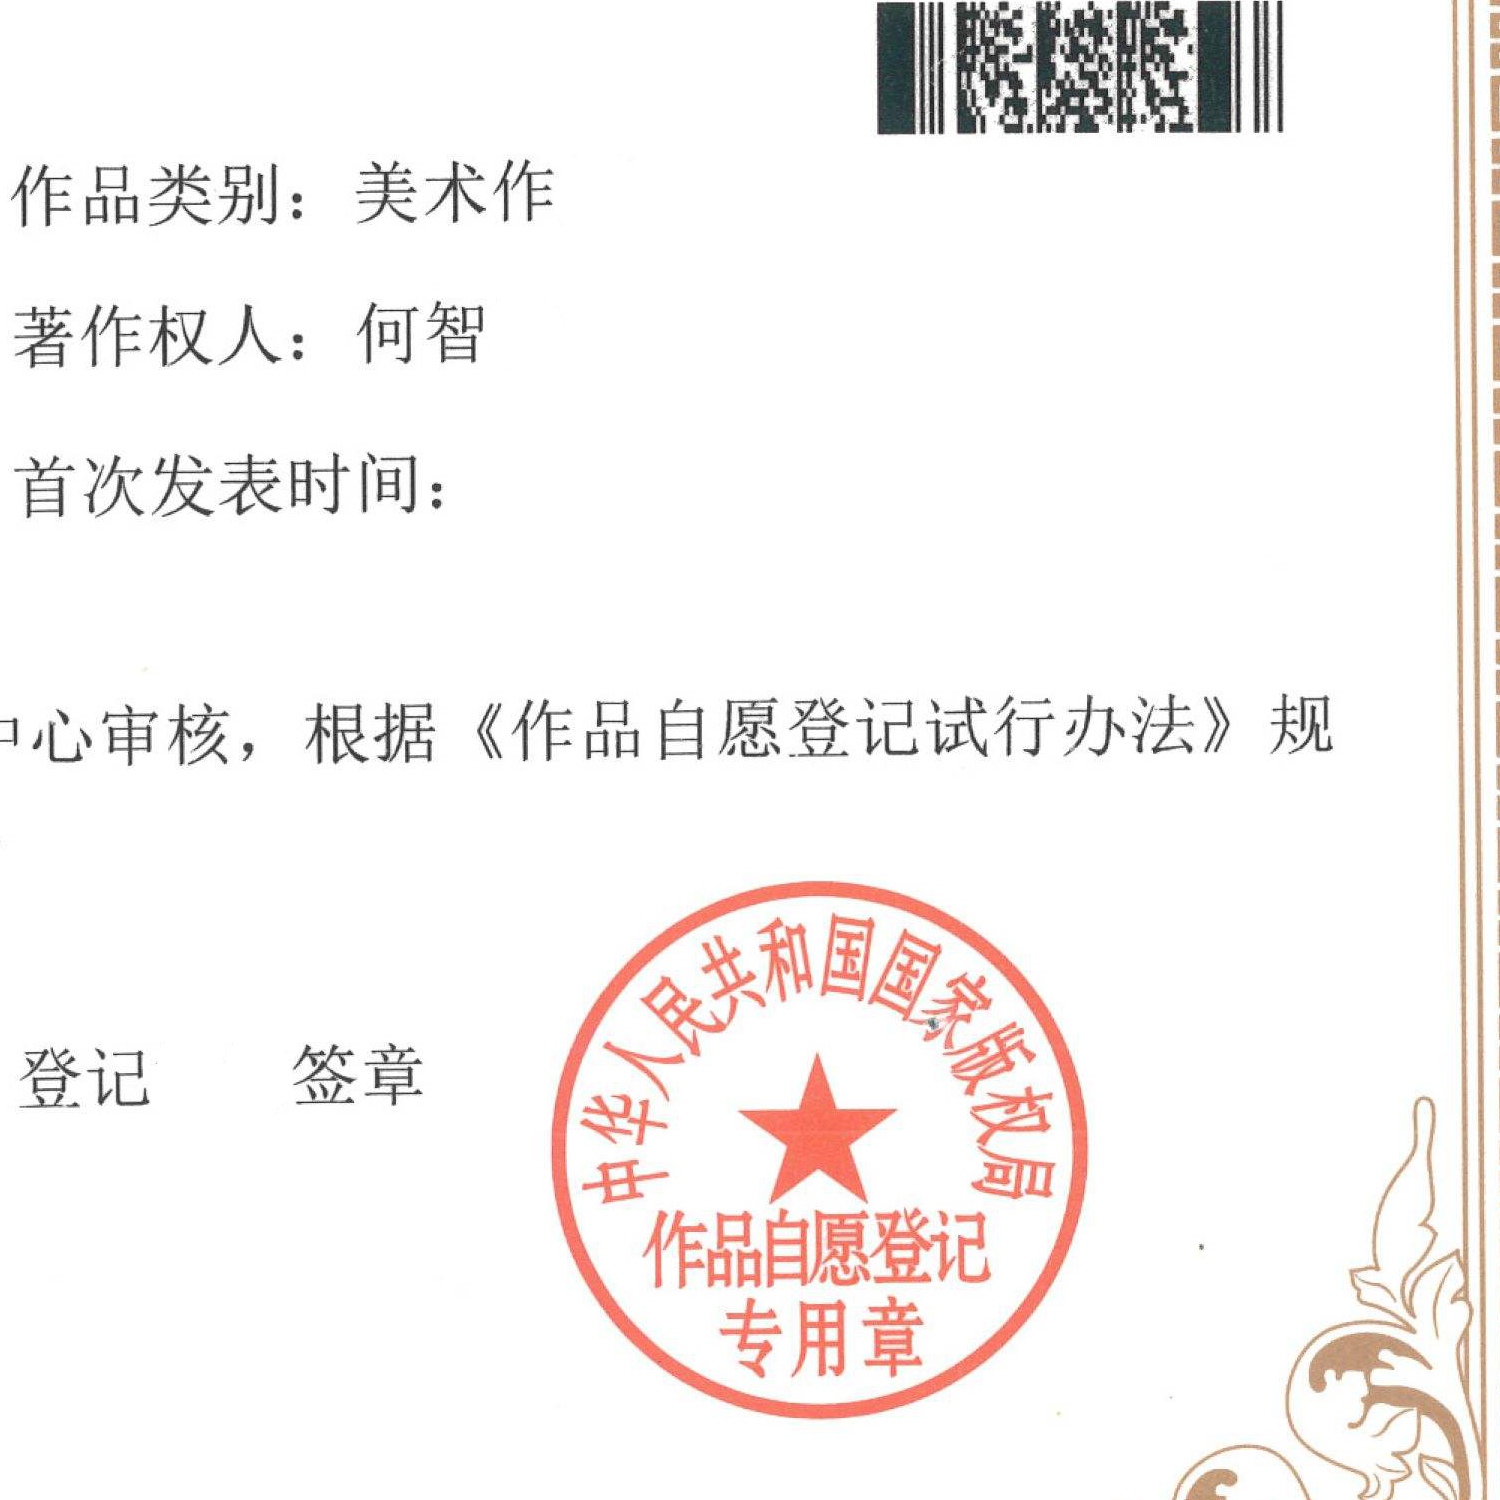 作品类别：美术作
著作权人：何智
首次发表时间：
中心审核，根据《作品自愿登记试行办法》规
登记 签章
中华人民共和国国家版权局
作品自愿登记
专用章